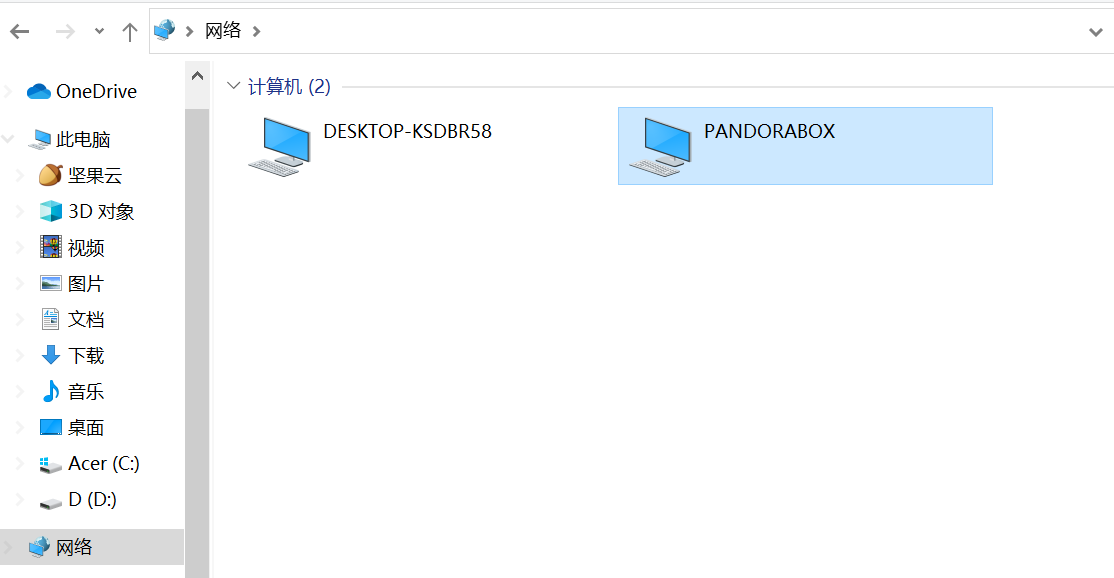 网络
OneDrive
此电脑
坚果云
3D 对象
视频
图片
文档
下载
音乐
桌面
Acer (C:)
D (D:)
网络
计算机 (2)
DESKTOP-KSDBR58
PANDORABOX